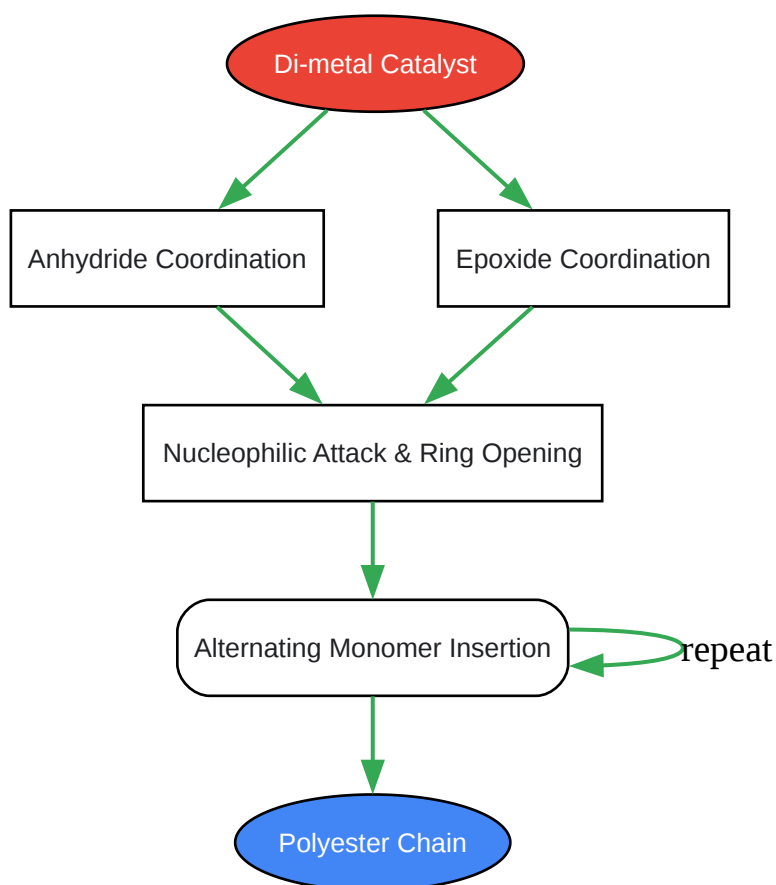 Di-metal Catalyst
Anhydride Coordination
Epoxide Coordination
Nucleophilic Attack & Ring Opening
Alternating Monomer Insertion
repeat
Polyester Chain